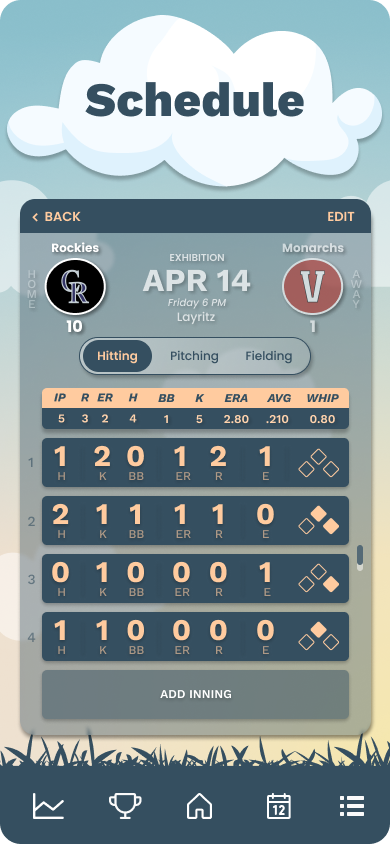 Schedule
BACK
EDIT
Rockies
EXHIBITION
Monarchs
HOME
CR
APR 14
V
AWAY
Friday 6 PM
Layritz
10
1
Hitting
Pitching
Fielding
IP R ER H BB K ERA AVG WHIP
5 3 2 4 1 5 2.80 .210 0.80
1
1 2 0 1 2 1
H K BB ER R E
2
2 1 1 1 1 0
H K BB ER R E
3
0 1 0 0 0 1
H K BB ER R E
4
1 1 0 0 0 0
H K BB ER R E
ADD INNING
12